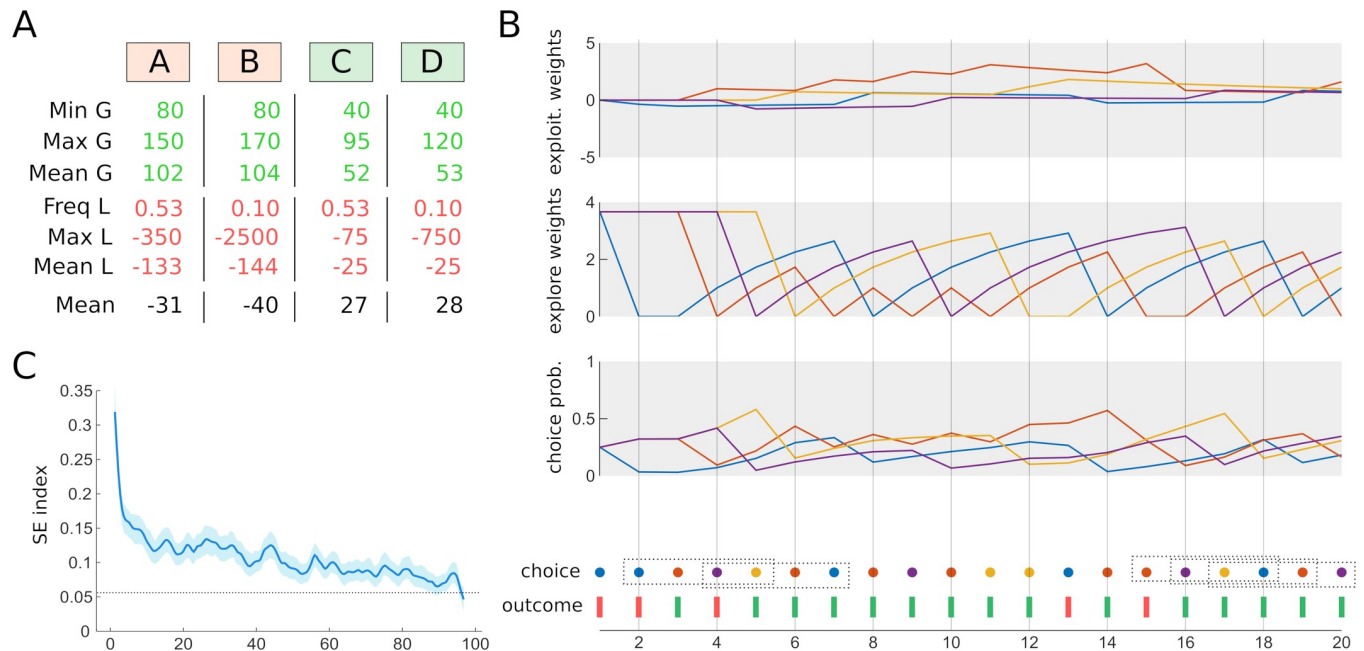 A
A B C D
Min G 80 80 40 40
Max G 150 170 95 120
Mean G 102 104 52 53
Freq L 0.53 0.10 0.53 0.10
Max L -350 -2500 -75 -750
Mean L -133 -144 -25 -25
Mean -31 -40 27 28
B
exploit. weights
5
0
-5
explore weights
4
2
0
choice prob.
1
0.5
0
choice
outcome
2 4 6 8 10 12 14 16 18 20
C
SE index
0.35
0.3
0.25
0.2
0.15
0.1
0.05
0
0 20 40 60 80 100